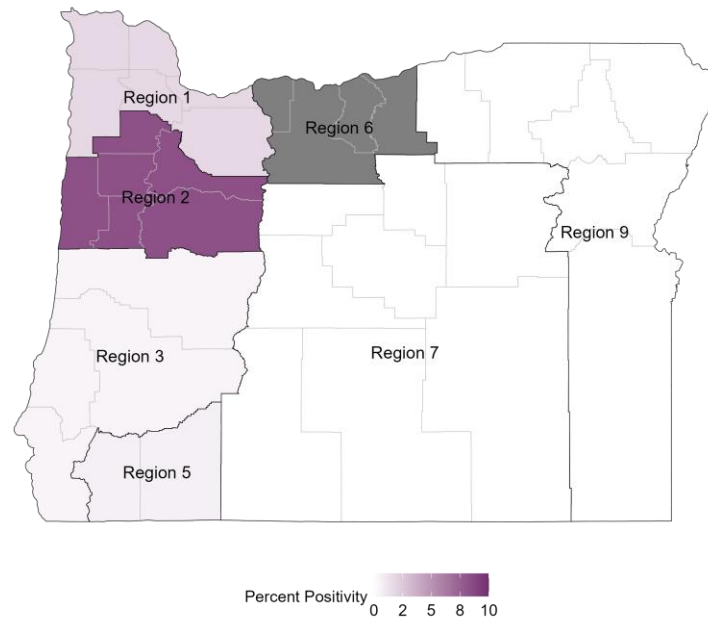 Region 1
Region 6
Region 2
Region 9
Region 3
Region 7
Region 5
Percent Positivity
0 2 5 8 10